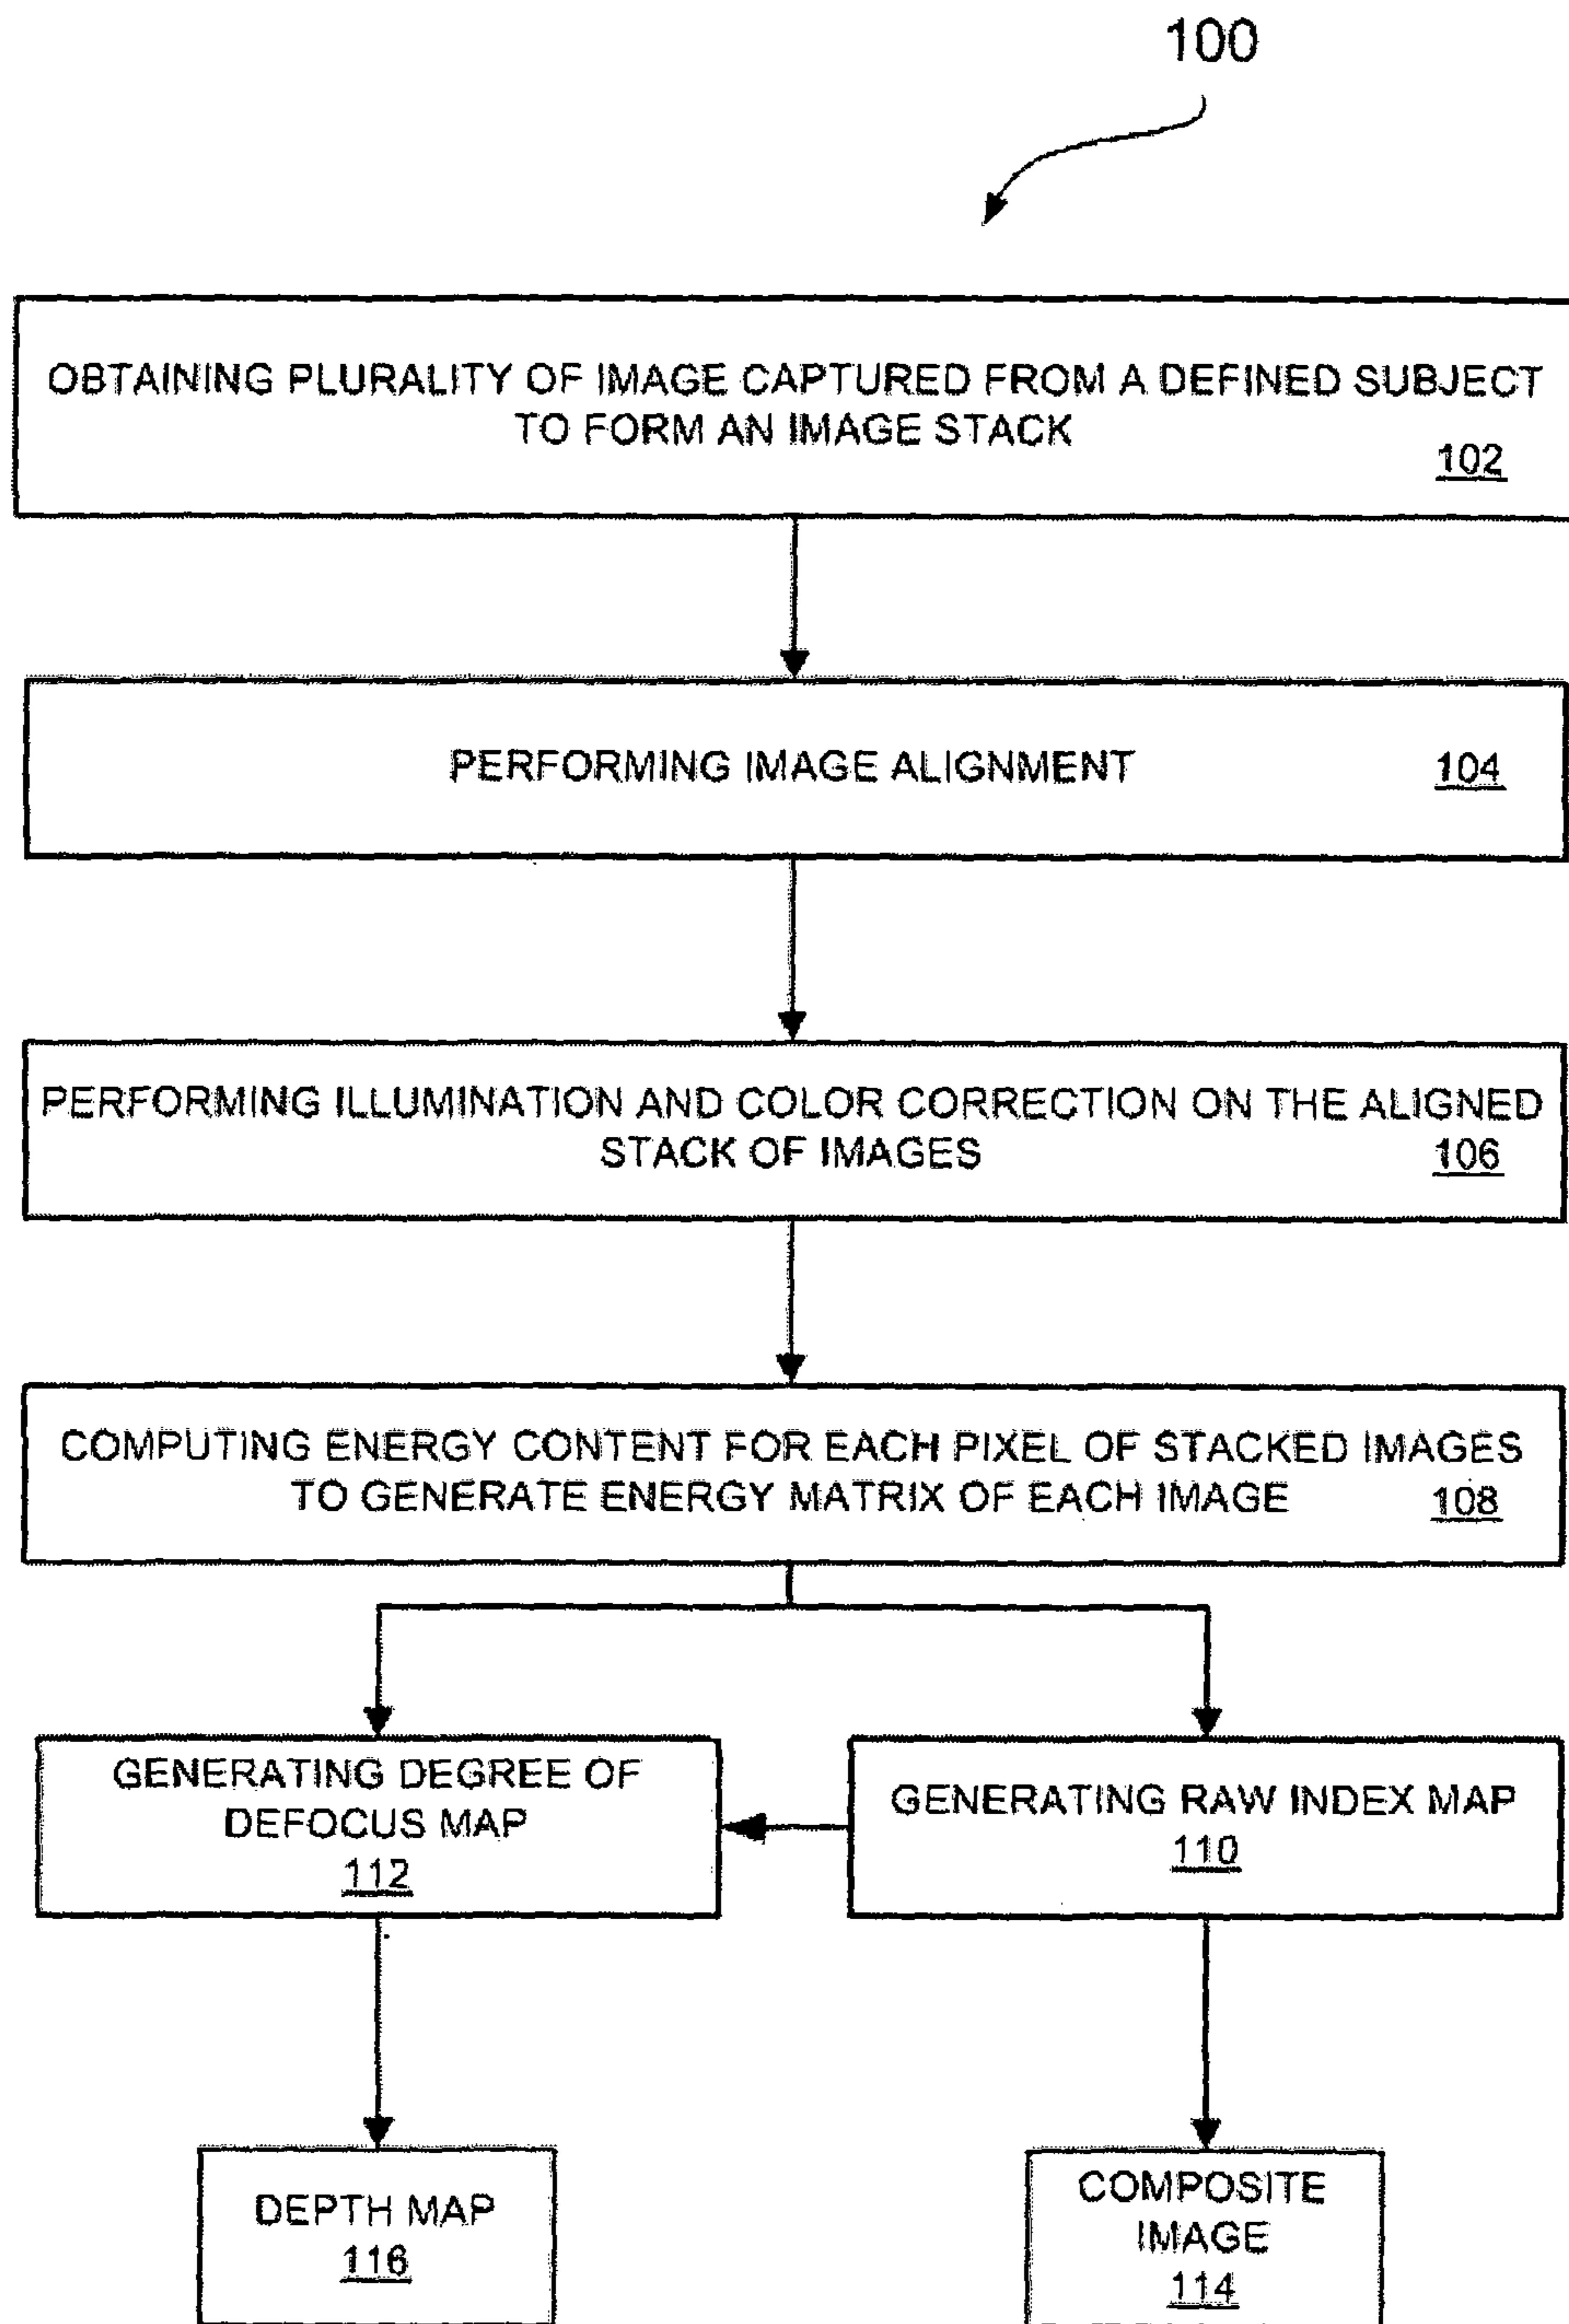 100
OBTAINING PLURALITY OF IMAGE CAPTURED FROM A DEFINED SUBJECT
TO FORM AN IMAGE STACK
102
PERFORMING IMAGE ALIGNMENT
104
PERFORMING ILLUMINATION AND COLOR CORRECTION ON THE ALIGNED
STACK OF IMAGES
106
COMPUTING ENERGY CONTENT FOR EACH PIXEL OF STACKED IMAGES
TO GENERATE ENERGY MATRIX OF EACH IMAGE
108
GENERATING DEGREE OF
DEFOCUS MAP
112
GENERATING RAW INDEX MAP
110
DEPTH MAP
116
COMPOSITE
IMAGE
114